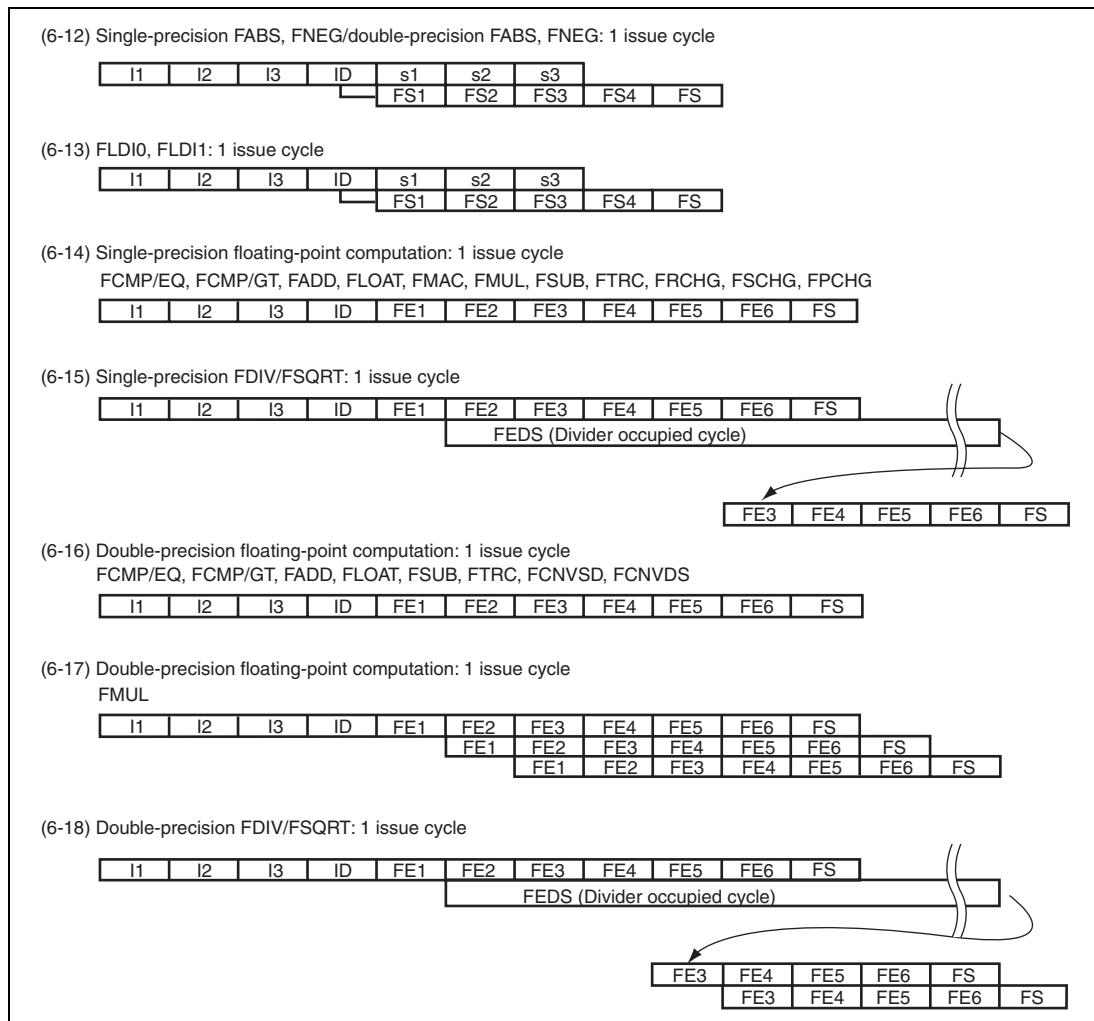 (6-12) Single-precision FABS, FNEG/double-precision FABS, FNEG: 1 issue cycle
I1 I2 I3 ID s1 s2 s3
FS1 FS2 FS3 FS4 FS
(6-13) FLDI0, FLDI1: 1 issue cycle
I1 I2 I3 ID s1 s2 s3
FS1 FS2 FS3 FS4 FS
(6-14) Single-precision floating-point computation: 1 issue cycle
FCMP/EQ, FCMP/GT, FADD, FLOAT, FMAC, FMUL, FSUB, FTRC, FRCHG, FSCHG, FPCHG
I1 I2 I3 ID FE1 FE2 FE3 FE4 FE5 FE6 FS
(6-15) Single-precision FDIV/FSQRT: 1 issue cycle
I1 I2 I3 ID FE1 FE2 FE3 FE4 FE5 FE6 FS
FEDS (Divider occupied cycle)
FE3 FE4 FE5 FE6 FS
(6-16) Double-precision floating-point computation: 1 issue cycle
FCMP/EQ, FCMP/GT, FADD, FLOAT, FSUB, FTRC, FCNVSD, FCNVDS
I1 I2 I3 ID FE1 FE2 FE3 FE4 FE5 FE6 FS
(6-17) Double-precision floating-point computation: 1 issue cycle
FMUL
I1 I2 I3 ID FE1 FE2 FE3 FE4 FE5 FE6 FS
FE1 FE2 FE3 FE4 FE5 FE6 FS
FE1 FE2 FE3 FE4 FE5 FE6 FS
(6-18) Double-precision FDIV/FSQRT: 1 issue cycle
I1 I2 I3 ID FE1 FE2 FE3 FE4 FE5 FE6 FS
FEDS (Divider occupied cycle)
FE3 FE4 FE5 FE6 FS
FE3 FE4 FE5 FE6 FS